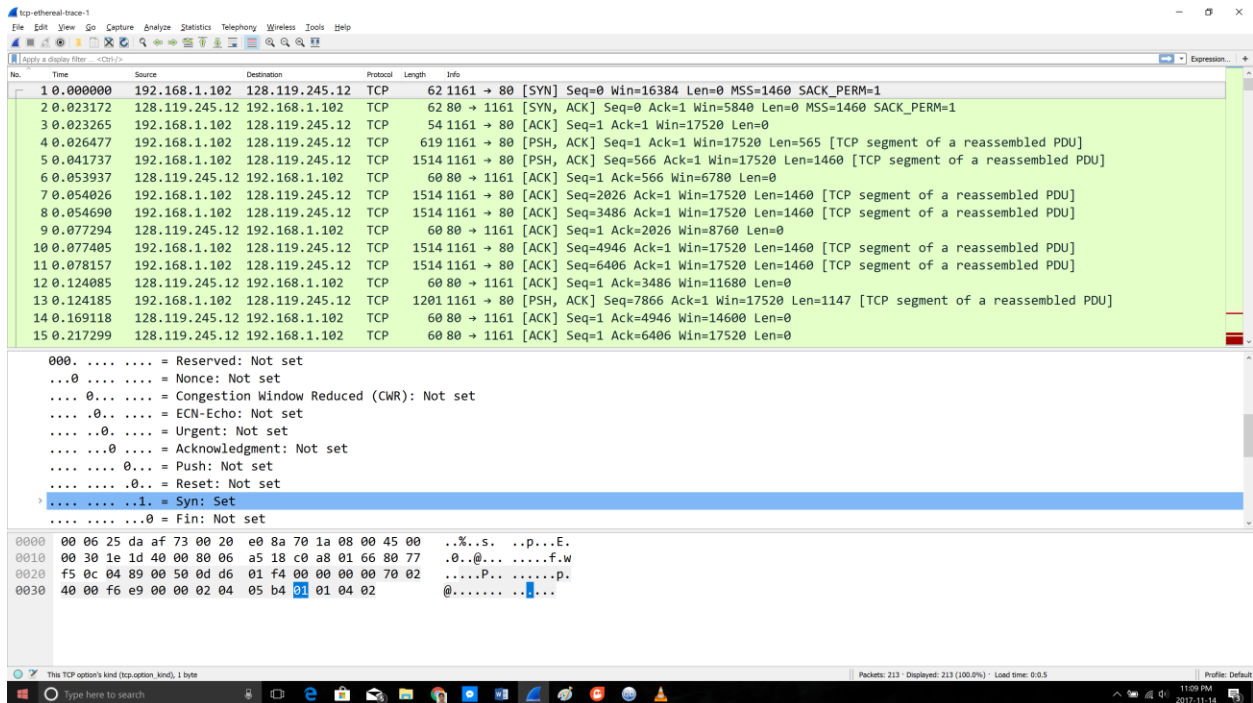 tcp-ethereal-trace-1
File Edit View Go Capture Analyze Statistics Telephony Wireless Tools Help
Apply a display filter ... <Ctrl-/> Expression... +
No. Time Source Destination Protocol Length Info
1 0.000000 192.168.1.102 128.119.245.12 TCP 62 1161 → 80 [SYN] Seq=0 Win=16384 Len=0 MSS=1460 SACK_PERM=1
2 0.023172 128.119.245.12 192.168.1.102 TCP 62 80 → 1161 [SYN, ACK] Seq=0 Ack=1 Win=5840 Len=0 MSS=1460 SACK_PERM=1
3 0.023265 192.168.1.102 128.119.245.12 TCP 54 1161 → 80 [ACK] Seq=1 Ack=1 Win=17520 Len=0
4 0.026477 192.168.1.102 128.119.245.12 TCP 619 1161 → 80 [PSH, ACK] Seq=1 Ack=1 Win=17520 Len=565 [TCP segment of a reassembled PDU]
5 0.041737 192.168.1.102 128.119.245.12 TCP 1514 1161 → 80 [PSH, ACK] Seq=566 Ack=1 Win=17520 Len=1460 [TCP segment of a reassembled PDU]
6 0.053937 128.119.245.12 192.168.1.102 TCP 60 80 → 1161 [ACK] Seq=1 Ack=566 Win=6780 Len=0
7 0.054026 192.168.1.102 128.119.245.12 TCP 1514 1161 → 80 [ACK] Seq=2026 Ack=1 Win=17520 Len=1460 [TCP segment of a reassembled PDU]
8 0.054690 192.168.1.102 128.119.245.12 TCP 1514 1161 → 80 [ACK] Seq=3486 Ack=1 Win=17520 Len=1460 [TCP segment of a reassembled PDU]
9 0.077294 128.119.245.12 192.168.1.102 TCP 60 80 → 1161 [ACK] Seq=1 Ack=2026 Win=8760 Len=0
10 0.077405 192.168.1.102 128.119.245.12 TCP 1514 1161 → 80 [ACK] Seq=4946 Ack=1 Win=17520 Len=1460 [TCP segment of a reassembled PDU]
11 0.078157 192.168.1.102 128.119.245.12 TCP 1514 1161 → 80 [ACK] Seq=6406 Ack=1 Win=17520 Len=1460 [TCP segment of a reassembled PDU]
12 0.124085 128.119.245.12 192.168.1.102 TCP 60 80 → 1161 [ACK] Seq=1 Ack=3486 Win=11680 Len=0
13 0.124185 192.168.1.102 128.119.245.12 TCP 1201 1161 → 80 [PSH, ACK] Seq=7866 Ack=1 Win=17520 Len=1147 [TCP segment of a reassembled PDU]
14 0.169118 128.119.245.12 192.168.1.102 TCP 60 80 → 1161 [ACK] Seq=1 Ack=4946 Win=14600 Len=0
15 0.217299 128.119.245.12 192.168.1.102 TCP 60 80 → 1161 [ACK] Seq=1 Ack=6406 Win=17520 Len=0
000. .... .... = Reserved: Not set
...0 .... .... = Nonce: Not set
.... 0... .... = Congestion Window Reduced (CWR): Not set
.... .0.. .... = ECN-Echo: Not set
.... ..0. .... = Urgent: Not set
.... ...0 .... = Acknowledgment: Not set
.... .... 0... = Push: Not set
.... .... .0.. = Reset: Not set
> .... .... ..1. = Syn: Set
.... .... ...0 = Fin: Not set
0000 00 06 25 da af 73 00 20 e0 8a 70 1a 08 00 45 00 ..%..s. ..p...E.
0010 00 30 1e 1d 40 00 80 06 a5 18 c0 a8 01 66 80 77 .0..@... .....f.w
0020 f5 0c 04 89 00 50 0d d6 01 f4 00 00 00 00 70 02 .....P.. ......p.
0030 40 00 f6 e9 00 00 02 04 05 b4 01 01 04 02 @....... ......
This TCP option's kind (tcp.option_kind), 1 byte Packets: 213 · Displayed: 213 (100.0%) · Load time: 0:0.5 Profile: Default
Type here to search 11:09 PM
2017-11-14